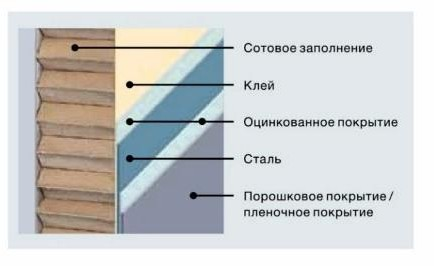 Сотовое заполнение
Клей
Оцинкованное покрытие
Сталь
Порошковое покрытие /
пленочное покрытие